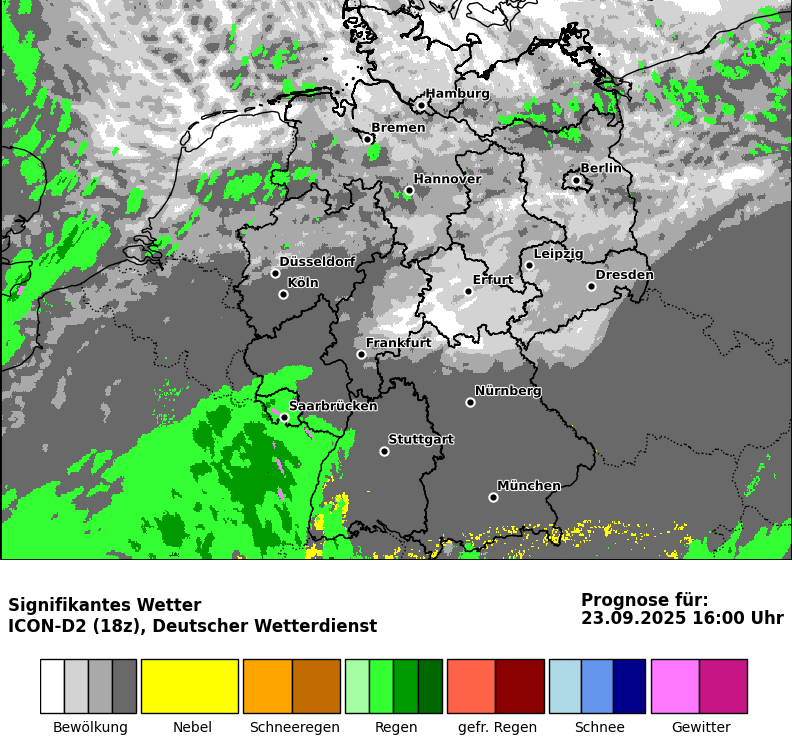 Hamburg
Bremen
Berlin
Hannover
Leipzig
Düsseldorf
Dresden
Köln
Erfurt
Frankfurt
Nürnberg
Saarbrücken
Stuttgart
München
Signifikantes Wetter
ICON-D2 (18z), Deutscher Wetterdienst
Prognose für:
23.09.2025 16:00 Uhr
Bewölkung Nebel Schneeregen Regen gefr. Regen Schnee Gewitter